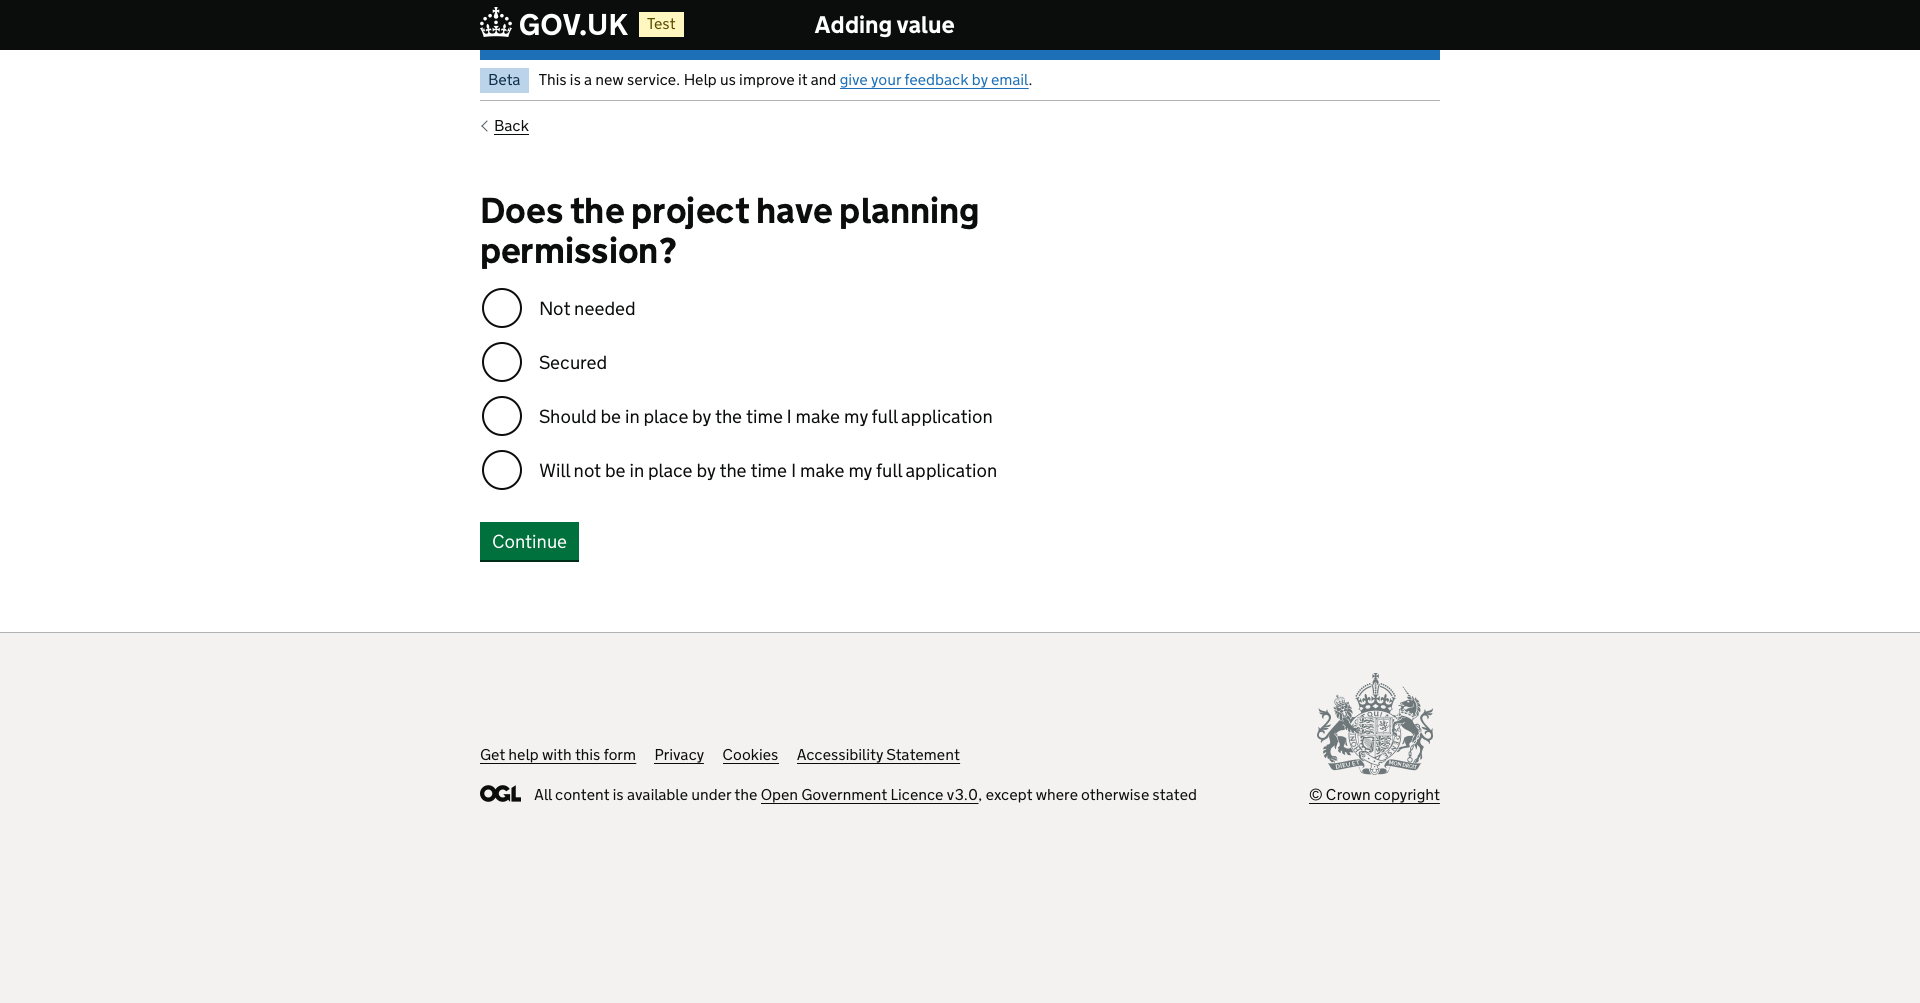 GOV.UK Test Adding value
Beta This is a new service. Help us improve it and give your feedback by email.
Back
Does the project have planning
permission?
Not needed
Secured
Should be in place by the time I make my full application
Will not be in place by the time I make my full application
Continue
Get help with this form Privacy Cookies Accessibility Statement
OGL All content is available under the Open Government Licence v3.0, except where otherwise stated
© Crown copyright